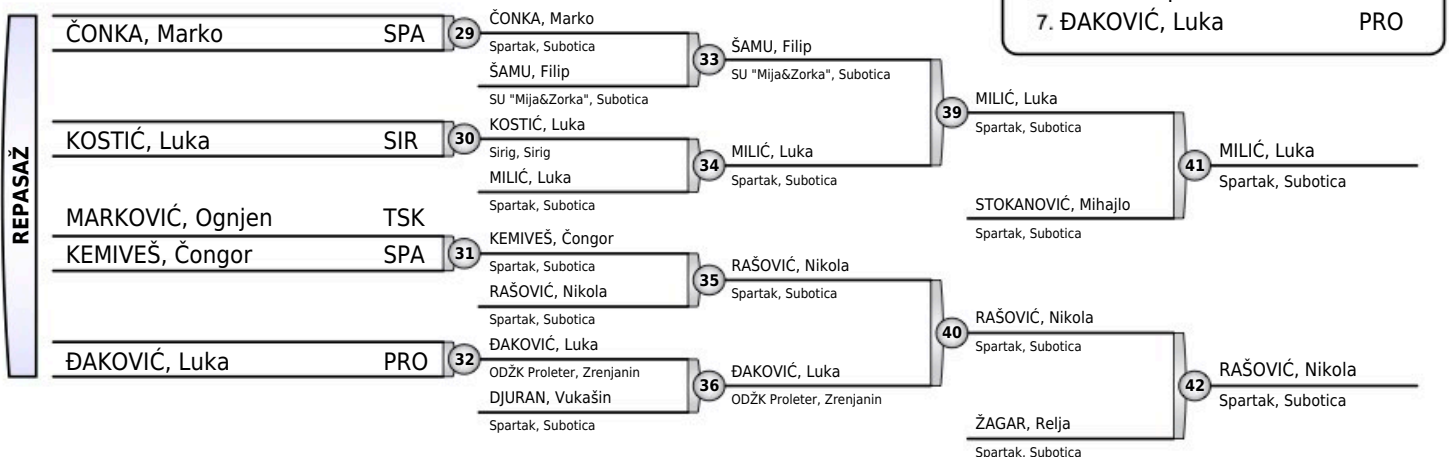 7. ĐAKOVIĆ, Luka PRO
REPASAŽ
ČONKA, Marko SPA
29
KOSTIĆ, Luka SIR
30
MARKOVIĆ, Ognjen TSK
KEMIVEŠ, Čongor SPA
31
ĐAKOVIĆ, Luka PRO
32
ČONKA, Marko
Spartak, Subotica
ŠAMU, Filip
SU "Mija&Zorka", Subotica
33
KOSTIĆ, Luka
Sirig, Sirig
MILIĆ, Luka
Spartak, Subotica
34
KEMIVEŠ, Čongor
Spartak, Subotica
RAŠOVIĆ, Nikola
Spartak, Subotica
35
ĐAKOVIĆ, Luka
ODŽK Proleter, Zrenjanin
DJURAN, Vukašin
Spartak, Subotica
36
ŠAMU, Filip
SU "Mija&Zorka", Subotica
MILIĆ, Luka
Spartak, Subotica
39
RAŠOVIĆ, Nikola
Spartak, Subotica
ĐAKOVIĆ, Luka
ODŽK Proleter, Zrenjanin
40
MILIĆ, Luka
Spartak, Subotica
STOKANOVIĆ, Mihajlo
Spartak, Subotica
41
RAŠOVIĆ, Nikola
Spartak, Subotica
ŽAGAR, Relja
Spartak, Subotica
42
MILIĆ, Luka
Spartak, Subotica
RAŠOVIĆ, Nikola
Spartak, Subotica